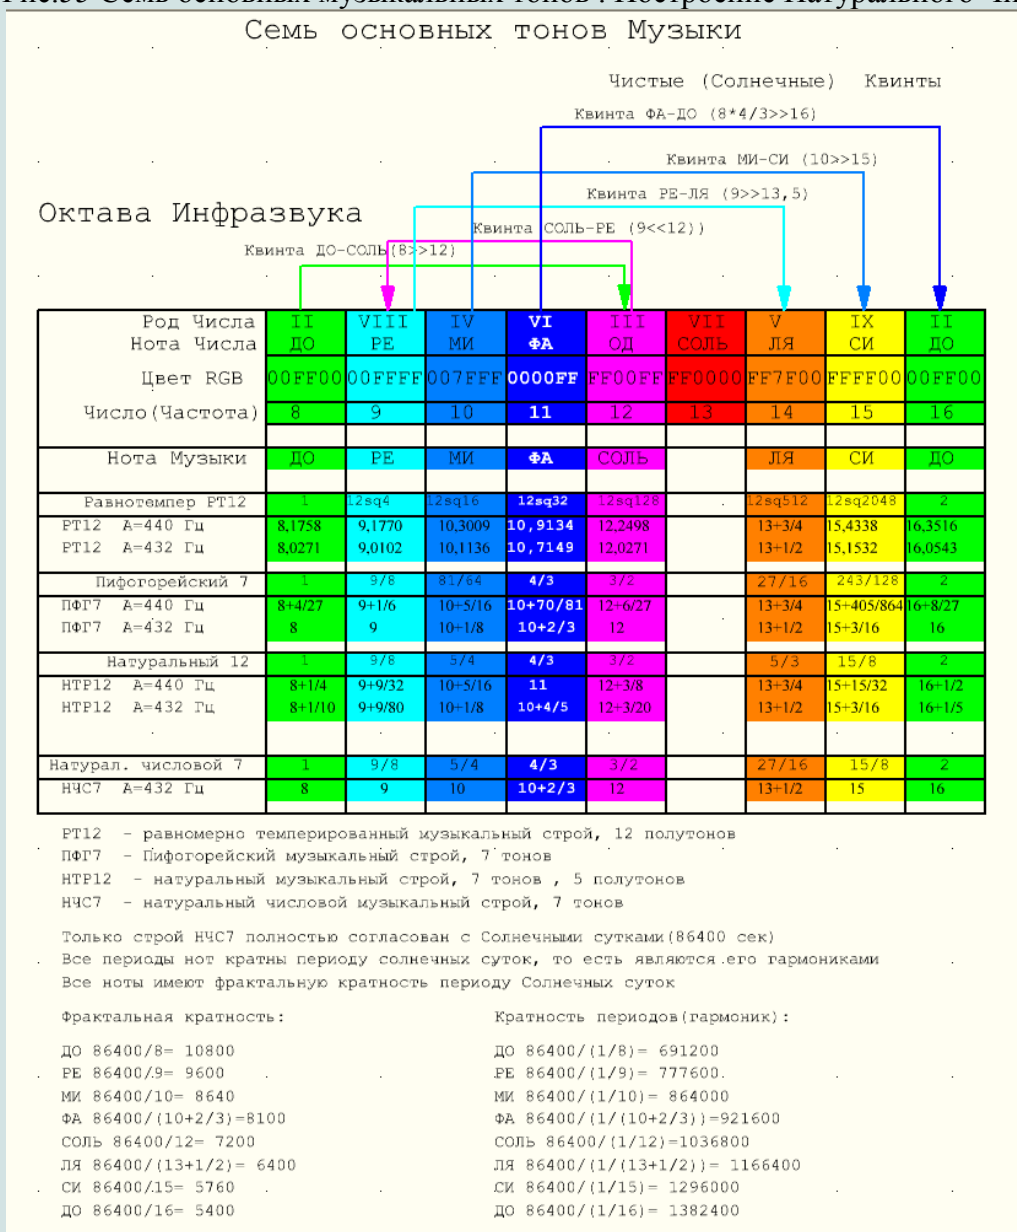 Рис.55 Семь основных музыкальных тонов . Построение Натурального
Семь основных тонов Музыки
Чистые (Солнечные) Квинты
Квинта ФА-ДО (8*4/3>>16)
Квинта МИ-СИ (10>>15)
Квинта РЕ-ЛЯ (9>>13,5)
Октава Инфразвука
Квинта СОЛЬ-РЕ (9<<12))
Квинта ДО-СОЛЬ(8>>12)
Род Числа II VIII IV VI III VII V IX II
Нота Числа ДО РЕ МИ ФА ОД СОЛЬ ЛЯ СИ ДО
Цвет RGB 00FF00 00FFFF 007FFF 0000FF FF00FF FF0000 FF7F00 FFFF00 00FF00
Число(Частота) 8 9 10 11 12 13 14 15 16
Нота Музыки ДО РЕ МИ ФА СОЛЬ ЛЯ СИ ДО
Равнотемпер РТ12 1 12sq4 12sq16 12sq32 12sq128 12sq512 12sq2048 2
РТ12 А=440 Гц 8,1758 9,1770 10,3009 10,9134 12,2498 13+3/4 15,4338 16,3516
РТ12 А=432 Гц 8,0271 9,0102 10,1136 10,7149 12,0271 13+1/2 15,1532 16,0543
Пифогорейский 7 1 9/8 81/64 4/3 3/2 27/16 243/128 2
ПФГ7 А=440 Гц 8+4/27 9+1/6 10+5/16 10+70/81 12+6/27 13+3/4 15+405/864 16+8/27
ПФГ7 А=432 Гц 8 9 10+1/8 10+2/3 12 13+1/2 15+3/16 16
Натуральный 12 1 9/8 5/4 4/3 3/2 5/3 15/8 2
НТР12 А=440 Гц 8+1/4 9+9/32 10+5/16 11 12+3/8 13+3/4 15+15/32 16+1/2
НТР12 А=432 Гц 8+1/10 9+9/80 10+1/8 10+4/5 12+3/20 13+1/2 15+3/16 16+1/5
Натурал. числовой 7 1 9/8 5/4 4/3 3/2 27/16 15/8 2
НЧС7 А=432 Гц 8 9 10 10+2/3 12 13+1/2 15 16
РТ12 – равномерно темперированный музыкальный строй, 12 полутонов
ПФГ7 – Пифогорейский музыкальный строй, 7 тонов
НТР12 – натуральный музыкальный строй, 7 тонов , 5 полутонов
НЧС7 – натуральный числовой музыкальный строй, 7 тонов
Только строй НЧС7 полностью согласован с Солнечными сутками(86400 сек)
Все периоды нот кратны периоду солнечных суток, то есть являются его гармониками
Все ноты имеют фрактальную кратность периоду Солнечных суток
Фрактальная кратность: Кратность периодов(гармоник):
ДО 86400/8= 10800 ДО 86400/(1/8)= 691200
РЕ 86400/9= 9600 РЕ 86400/(1/9)= 777600
МИ 86400/10= 8640 МИ 86400/(1/10)= 864000
ФА 86400/(10+2/3)=8100 ФА 86400/(1/(10+2/3))=921600
СОЛЬ 86400/12= 7200 СОЛЬ 86400/(1/12)=1036800
ЛЯ 86400/(13+1/2)= 6400 ЛЯ 86400/(1/(13+1/2))= 1166400
СИ 86400/15= 5760 СИ 86400/(1/15)= 1296000
ДО 86400/16= 5400 ДО 86400/(1/16)= 1382400